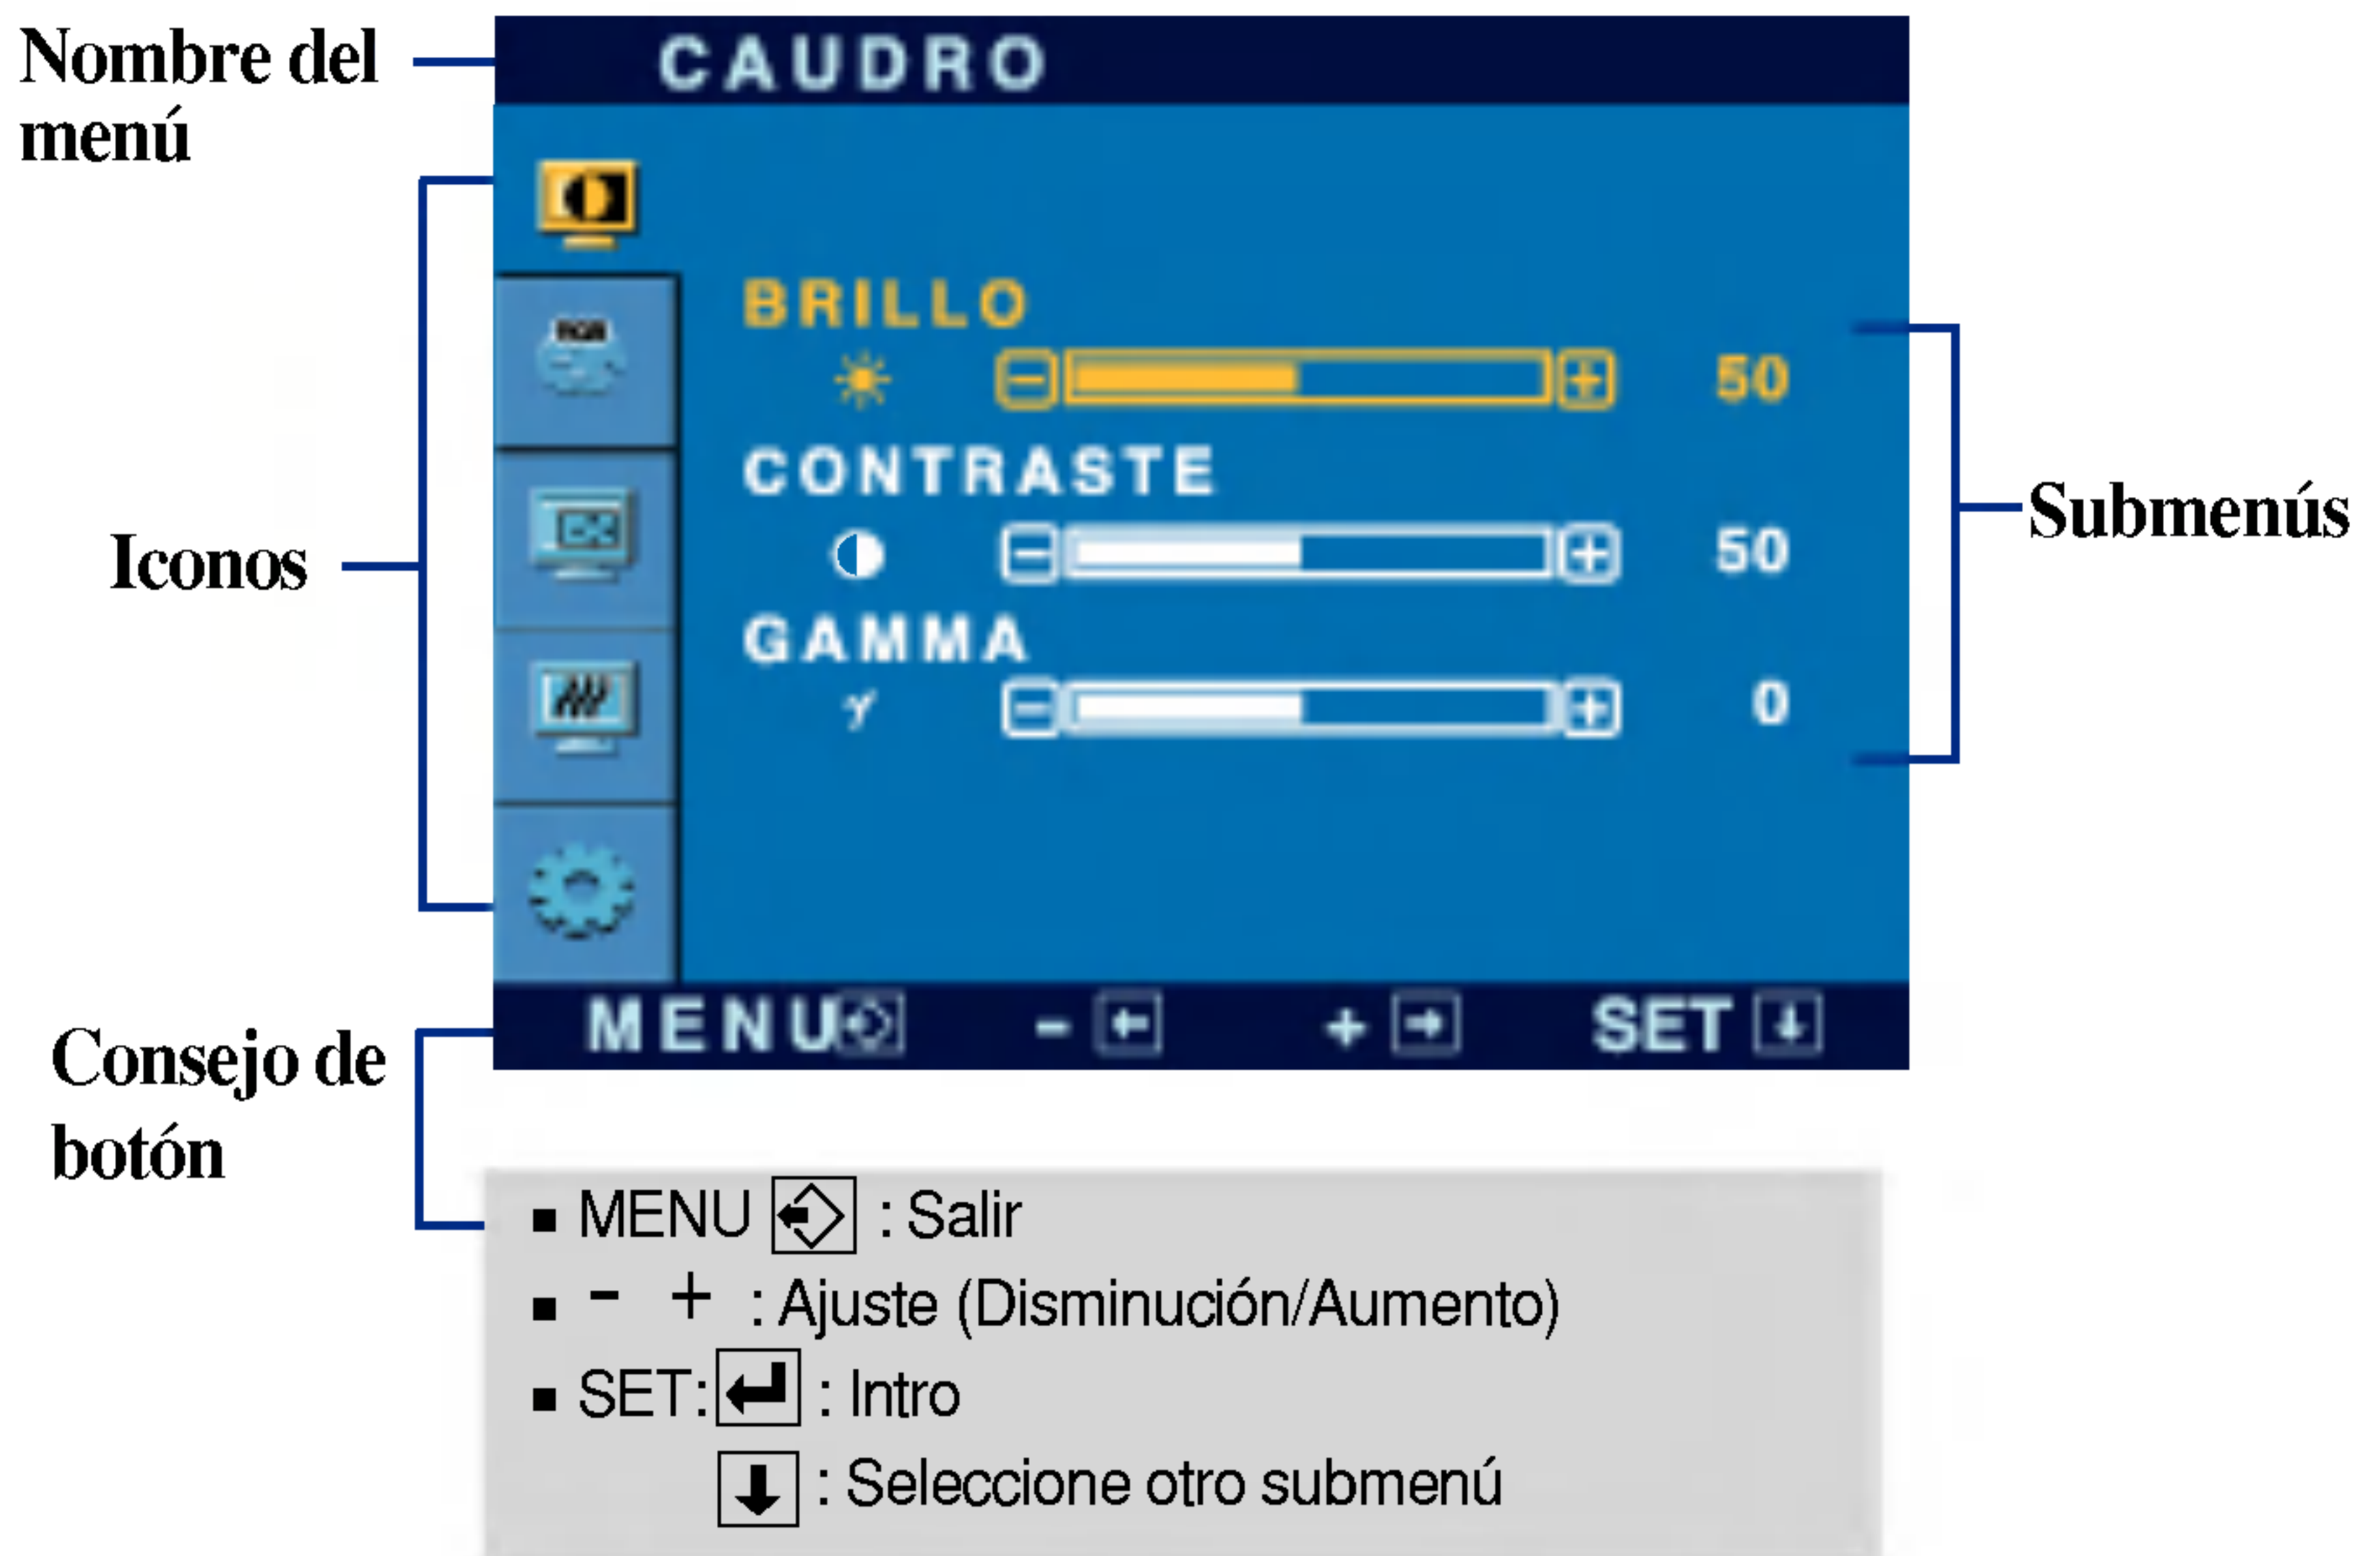 Nombre del
menú
CAUDRO
BRILLO
50
CONTRASTE
50
GAMMA
γ
0
Iconos
Submenús
RGB
MENU - + SET
Consejo de
botón
■ MENU : Salir
■ - + : Ajuste (Disminución/Aumento)
■ SET: : Intro
: Seleccione otro submenú